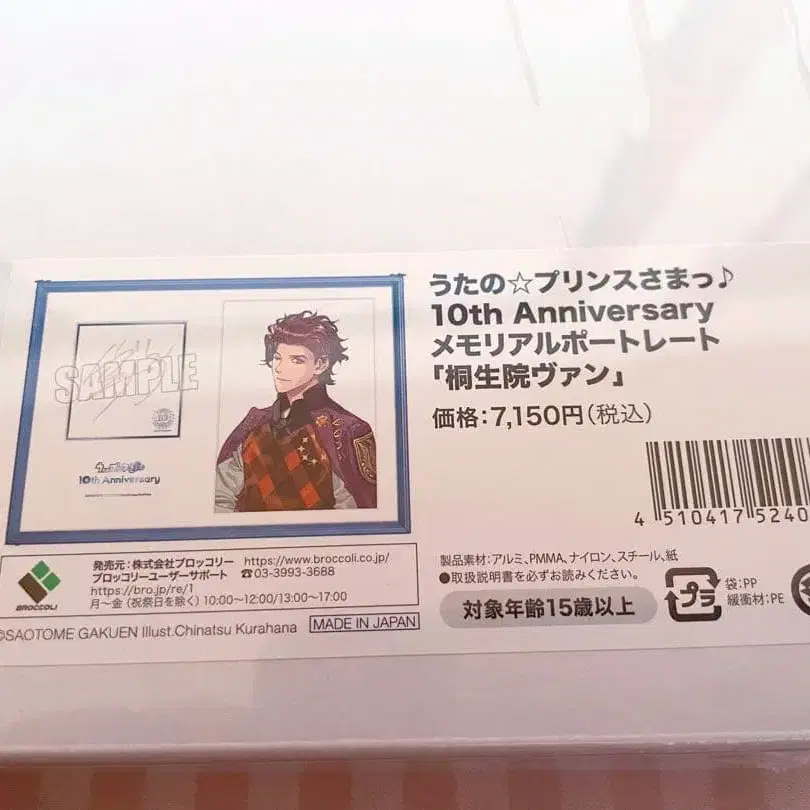 うたの☆プリンスさまっ♪
10th Anniversary
メモリアルポートレート
「桐生院ヴァン」
価格:7,150円(税込)
SAMPLE
10th Anniversary
4 510417 5240
発売元:株式会社ブロッコリー https://www.broccoli.co.jp/
ブロッコリーユーザーサポート ☎03-3993-3688
https://bro.jp/re/1
月〜金(祝祭日を除く)10:00〜12:00/13:00〜17:00
BROCCOLI
©SAOTOME GAKUEN Illust.Chinatsu Kurahana
MADE IN JAPAN
製品素材:アルミ、PMMA、ナイロン、スチール、紙
●取扱説明書を必ずお読みください。
対象年齢15歳以上
プラ
袋:PP
緩衝材:PE